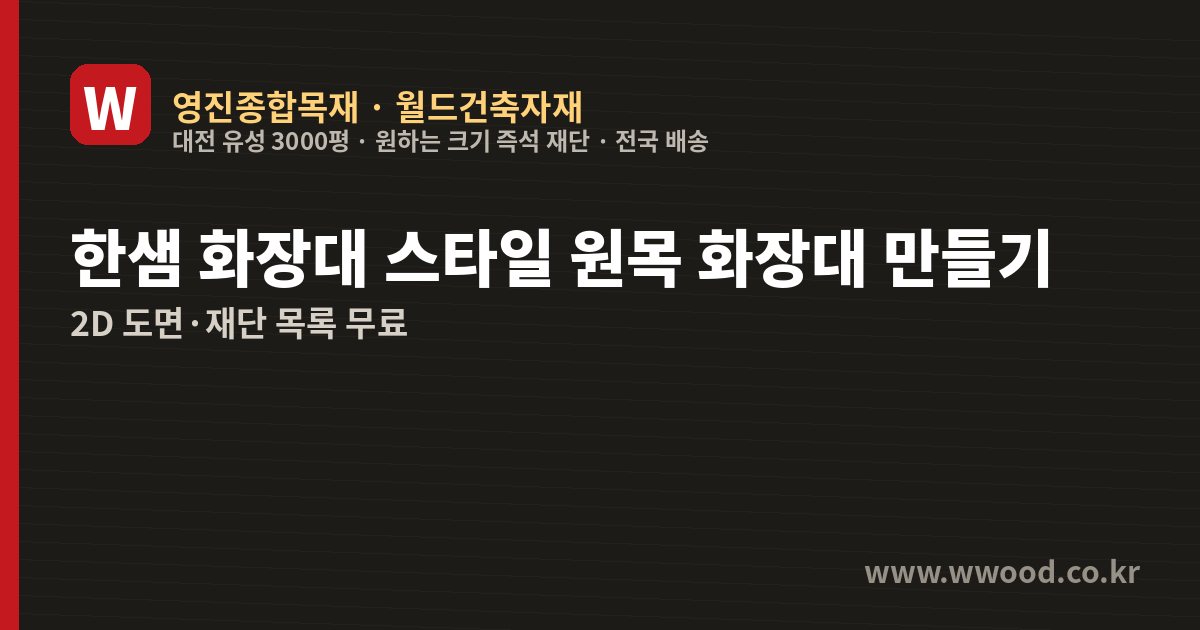 W
영진종합목재 · 월드건축자재
대전 유성 3000평 · 원하는 크기 즉석 재단 · 전국 배송
한샘 화장대 스타일 원목 화장대 만들기
2D 도면·재단 목록 무료
www.wwood.co.kr